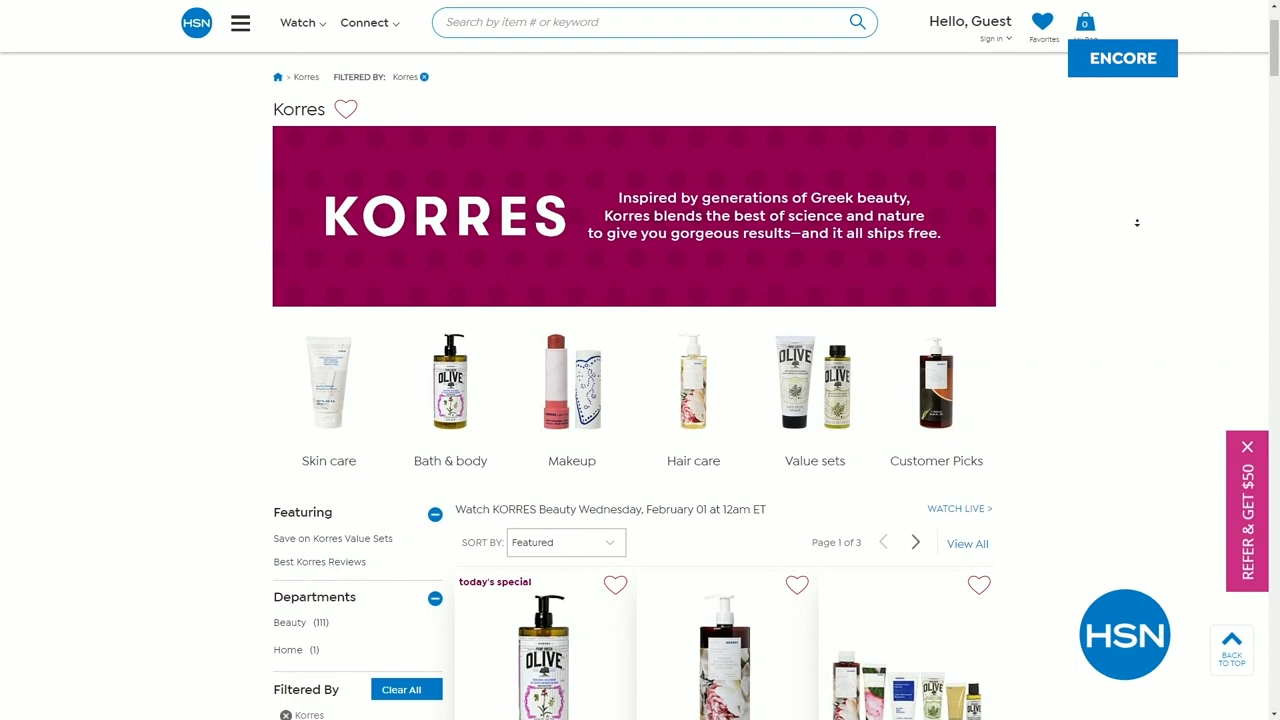 HSN
Watch
Connect
Search by item # or keyword
Hello, Guest
Sign In
Favorites
0
ENCORE
> Korres
FILTERED BY:
Korres
Korres
KORRES
Inspired by generations of Greek beauty,
Korres blends the best of science and nature
to give you gorgeous results—and it all ships free.
OLIVE
OLIVE
OLIVE
Skin care
Bath & body
Makeup
Hair care
Value sets
Customer Picks
Featuring
Save on Korres Value Sets
Best Korres Reviews
Departments
Beauty (111)
Home (1)
Filtered By
Clear All
Korres
Watch KORRES Beauty Wednesday, February 01 at 12am ET
WATCH LIVE >
SORT BY:
Featured
Page 1 of 3
View All
today's special
OLIVE
OLIVE
REFER & GET $50
HSN
BACK
TO TOP